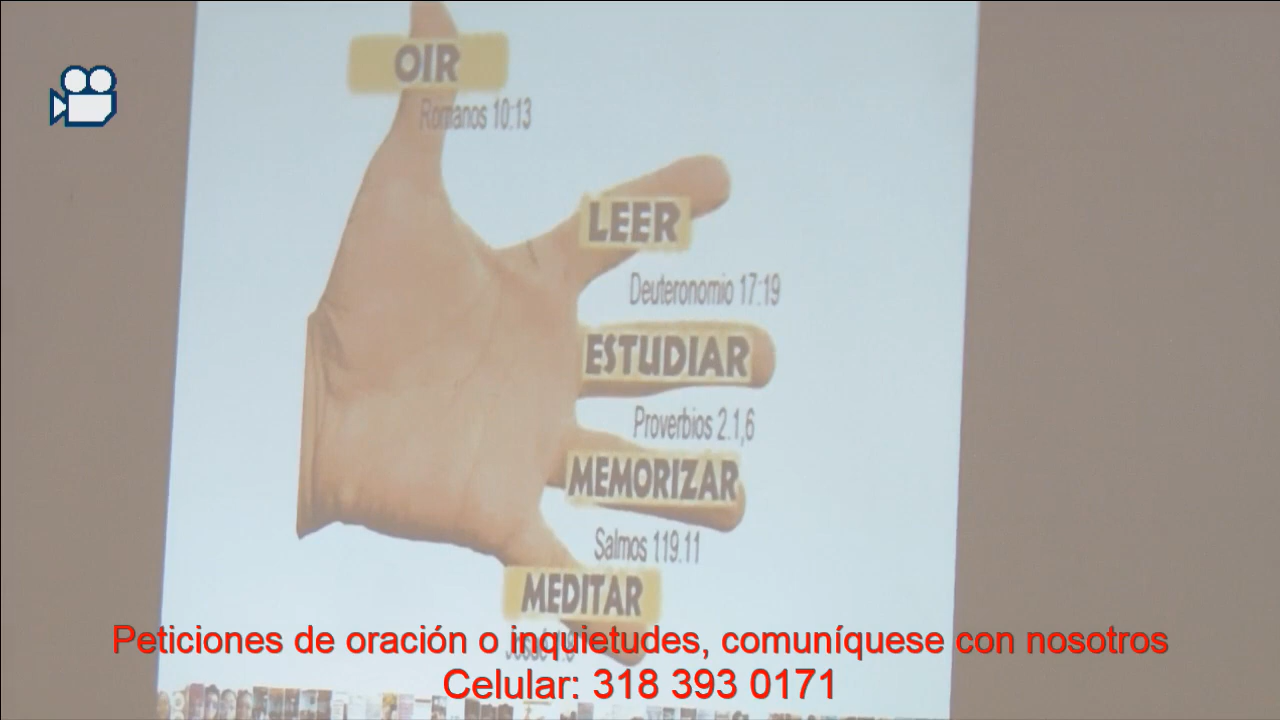 OIR
Romanos 10:13
LEER
Deuteronomio 17:19
ESTUDIAR
Proverbios 2.1,6
MEMORIZAR
Salmos 119.11
MEDITAR
Peticiones de oración o inquietudes, comuníquese con nosotros
Celular: 318 393 0171